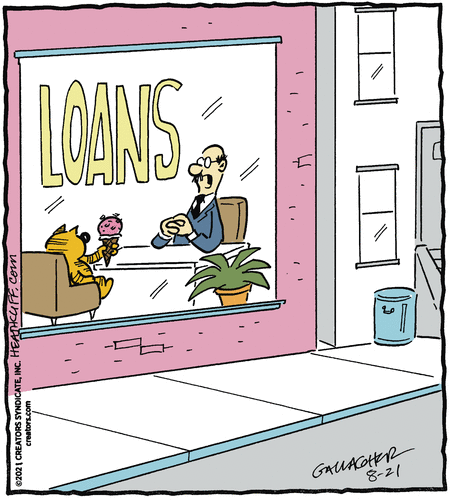 LOANS
©2021 CREATORS SYNDICATE, INC. HEATHCLIFF.com
creators.com
GALLAGHER
8-21